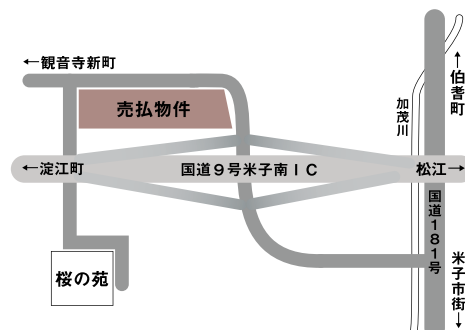 ←観音寺新町
↑伯耆町
売払物件
加茂川
←淀江町
国道9号米子南IC
松江→
国道181号
米子市街↓
桜の苑